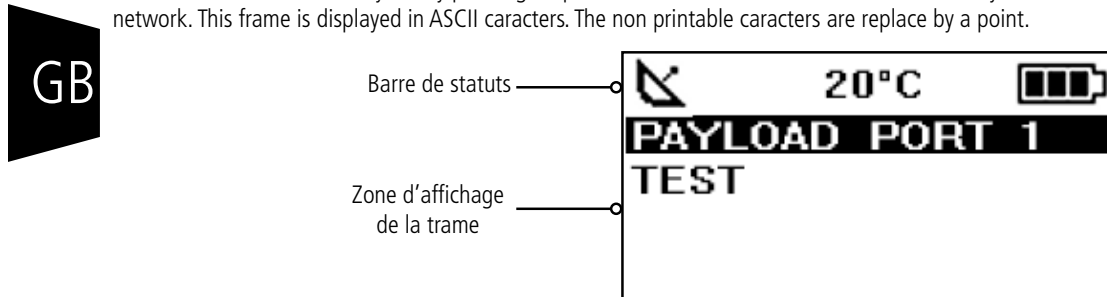 network. This frame is displayed in ASCII caracters. The non printable caracters are replace by a point.
GB
Barre de statuts
20°C
PAYLOAD PORT 1
TEST
Zone d'affichage
de la trame